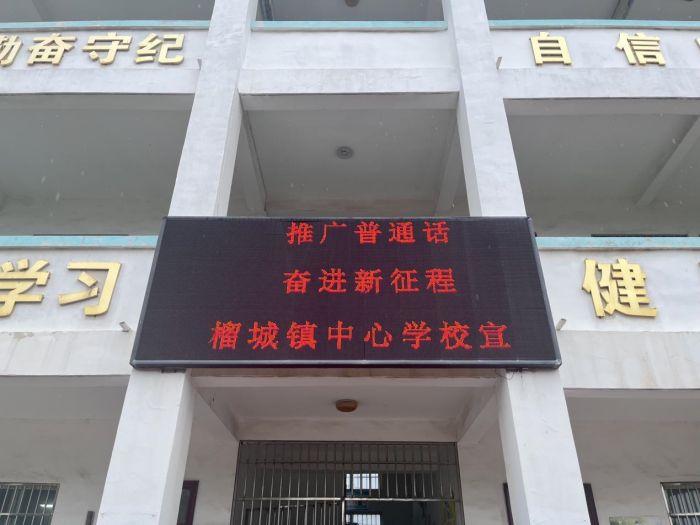 勤奋守纪
自信
推广普通话
奋进新征程
榴城镇中心学校宣
学习
健